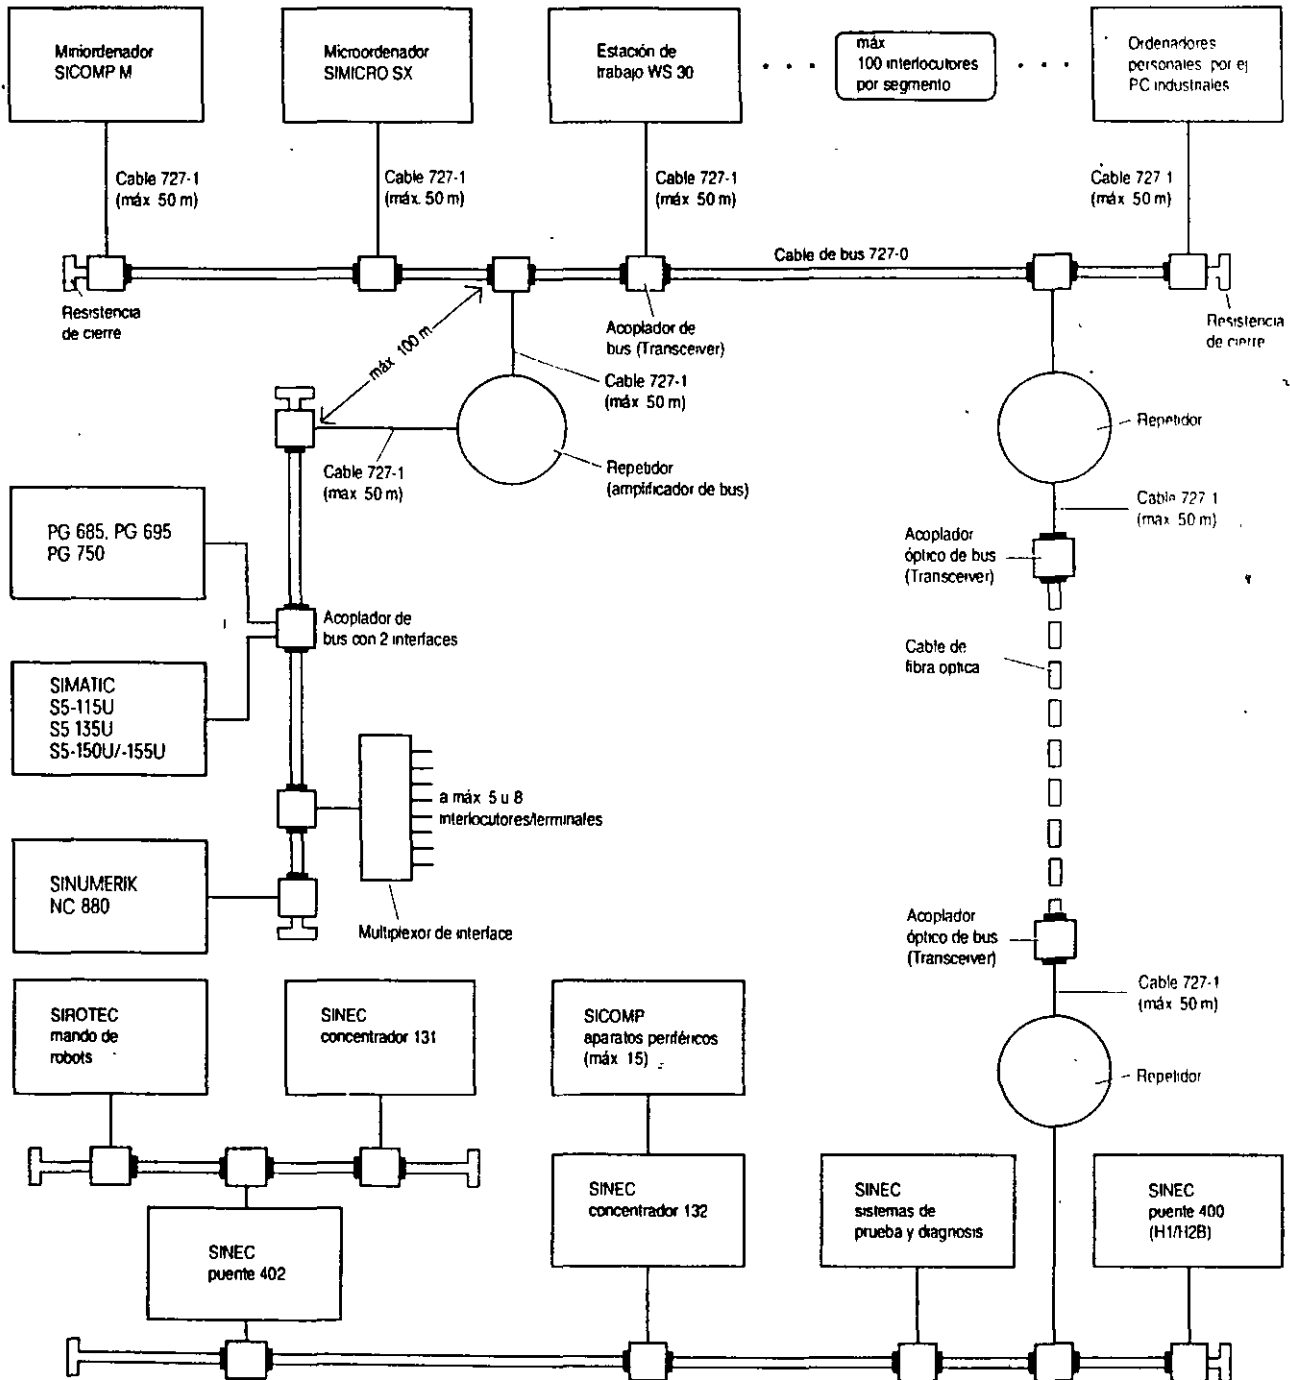 Miniordenador
SICOMP M
Microordenador
SIMICRO SX
Estación de
trabajo WS 30
máx
100 interlocutores
por segmento
Ordenadores
personales por ej
PC industriales
Cable 727-1
(máx 50 m)
Cable 727-1
(máx. 50 m)
Cable 727-1
(máx 50 m)
Cable 727 1
(máx 50 m)
Cable de bus 727-0
Resistencia
de cierre
Acoplador de
bus (Transceiver)
Resistencia
de cierre
máx 100 m
Cable 727-1
(máx 50 m)
Repetidor
Cable 727-1
(max 50 m)
Repetidor
(amplificador de bus)
PG 685, PG 695
PG 750
Cable 727 1
(max 50 m)
Acoplador
óptico de bus
(Transceiver)
Acoplador de
bus con 2 interfaces
Cable de
fibra optica
SIMATIC
S5-115U
S5 135U
S5-150U/-155U
a máx 5 u 8
interlocutores/terminales
SINUMERIK
NC 880
Multiplexor de interface
Acoplador
óptico de bus
(Transceiver)
Cable 727-1
(máx 50 m)
SIROTEC
mando de
robots
SINEC
concentrador 131
SICOMP
aparatos periféricos
(máx 15)
Repetidor
SINEC
puente 402
SINEC
concentrador 132
SINEC
sistemas de
prueba y diagnosis
SINEC
puente 400
(H1/H2B)